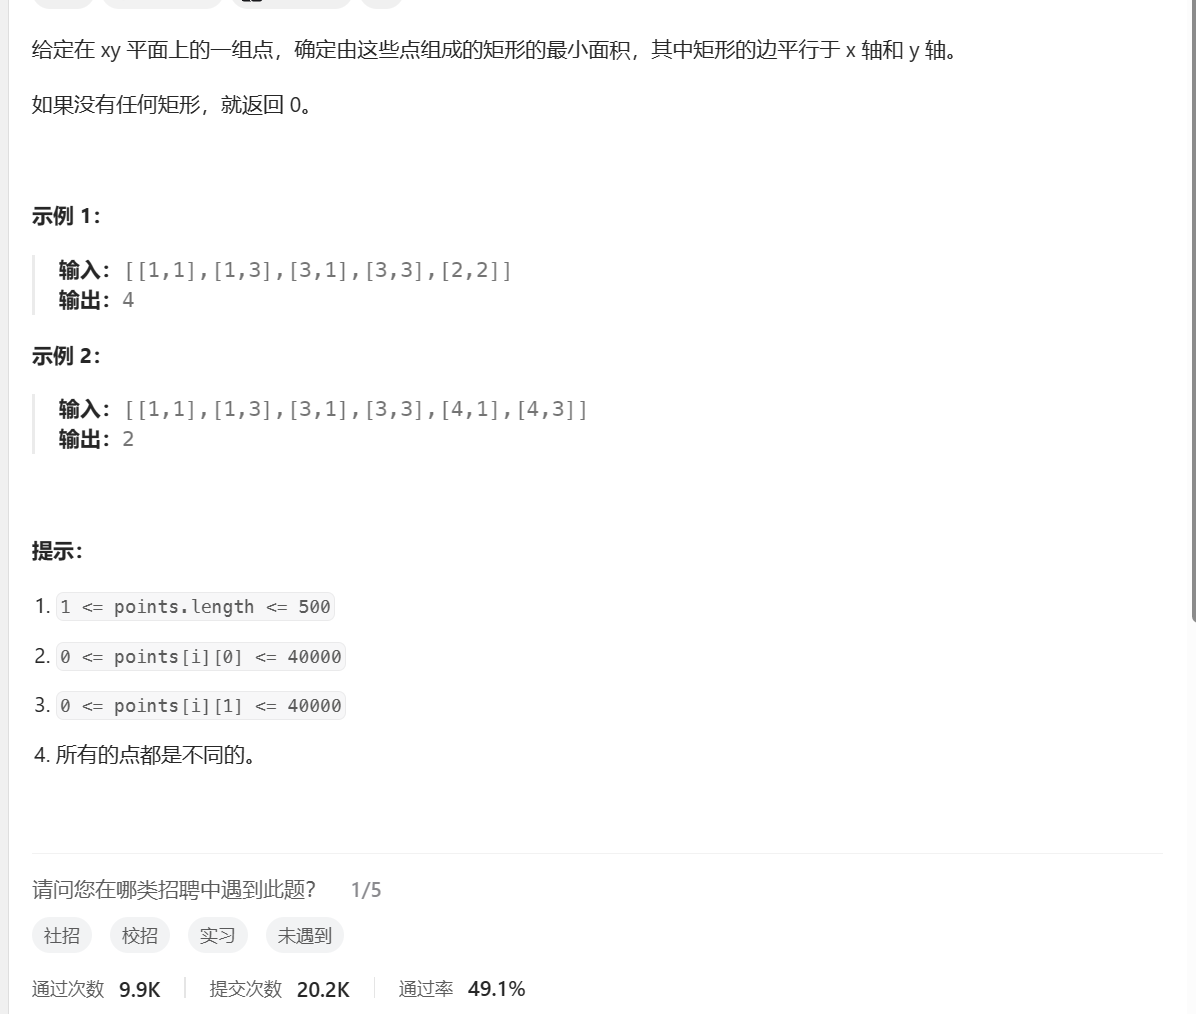 给定在 xy 平面上的一组点，确定由这些点组成的矩形的最小面积，其中矩形的边平行于 x 轴和 y 轴。
如果没有任何矩形，就返回 0。
示例 1：
输入：[[1,1],[1,3],[3,1],[3,3],[2,2]]
输出：4
示例 2：
输入：[[1,1],[1,3],[3,1],[3,3],[4,1],[4,3]]
输出：2
提示：
1. 1 <= points.length <= 500
2. 0 <= points[i][0] <= 40000
3. 0 <= points[i][1] <= 40000
4. 所有的点都是不同的。
请问您在哪类招聘中遇到此题？ 1/5
社招 校招 实习 未遇到
通过次数 9.9K 提交次数 20.2K 通过率 49.1%